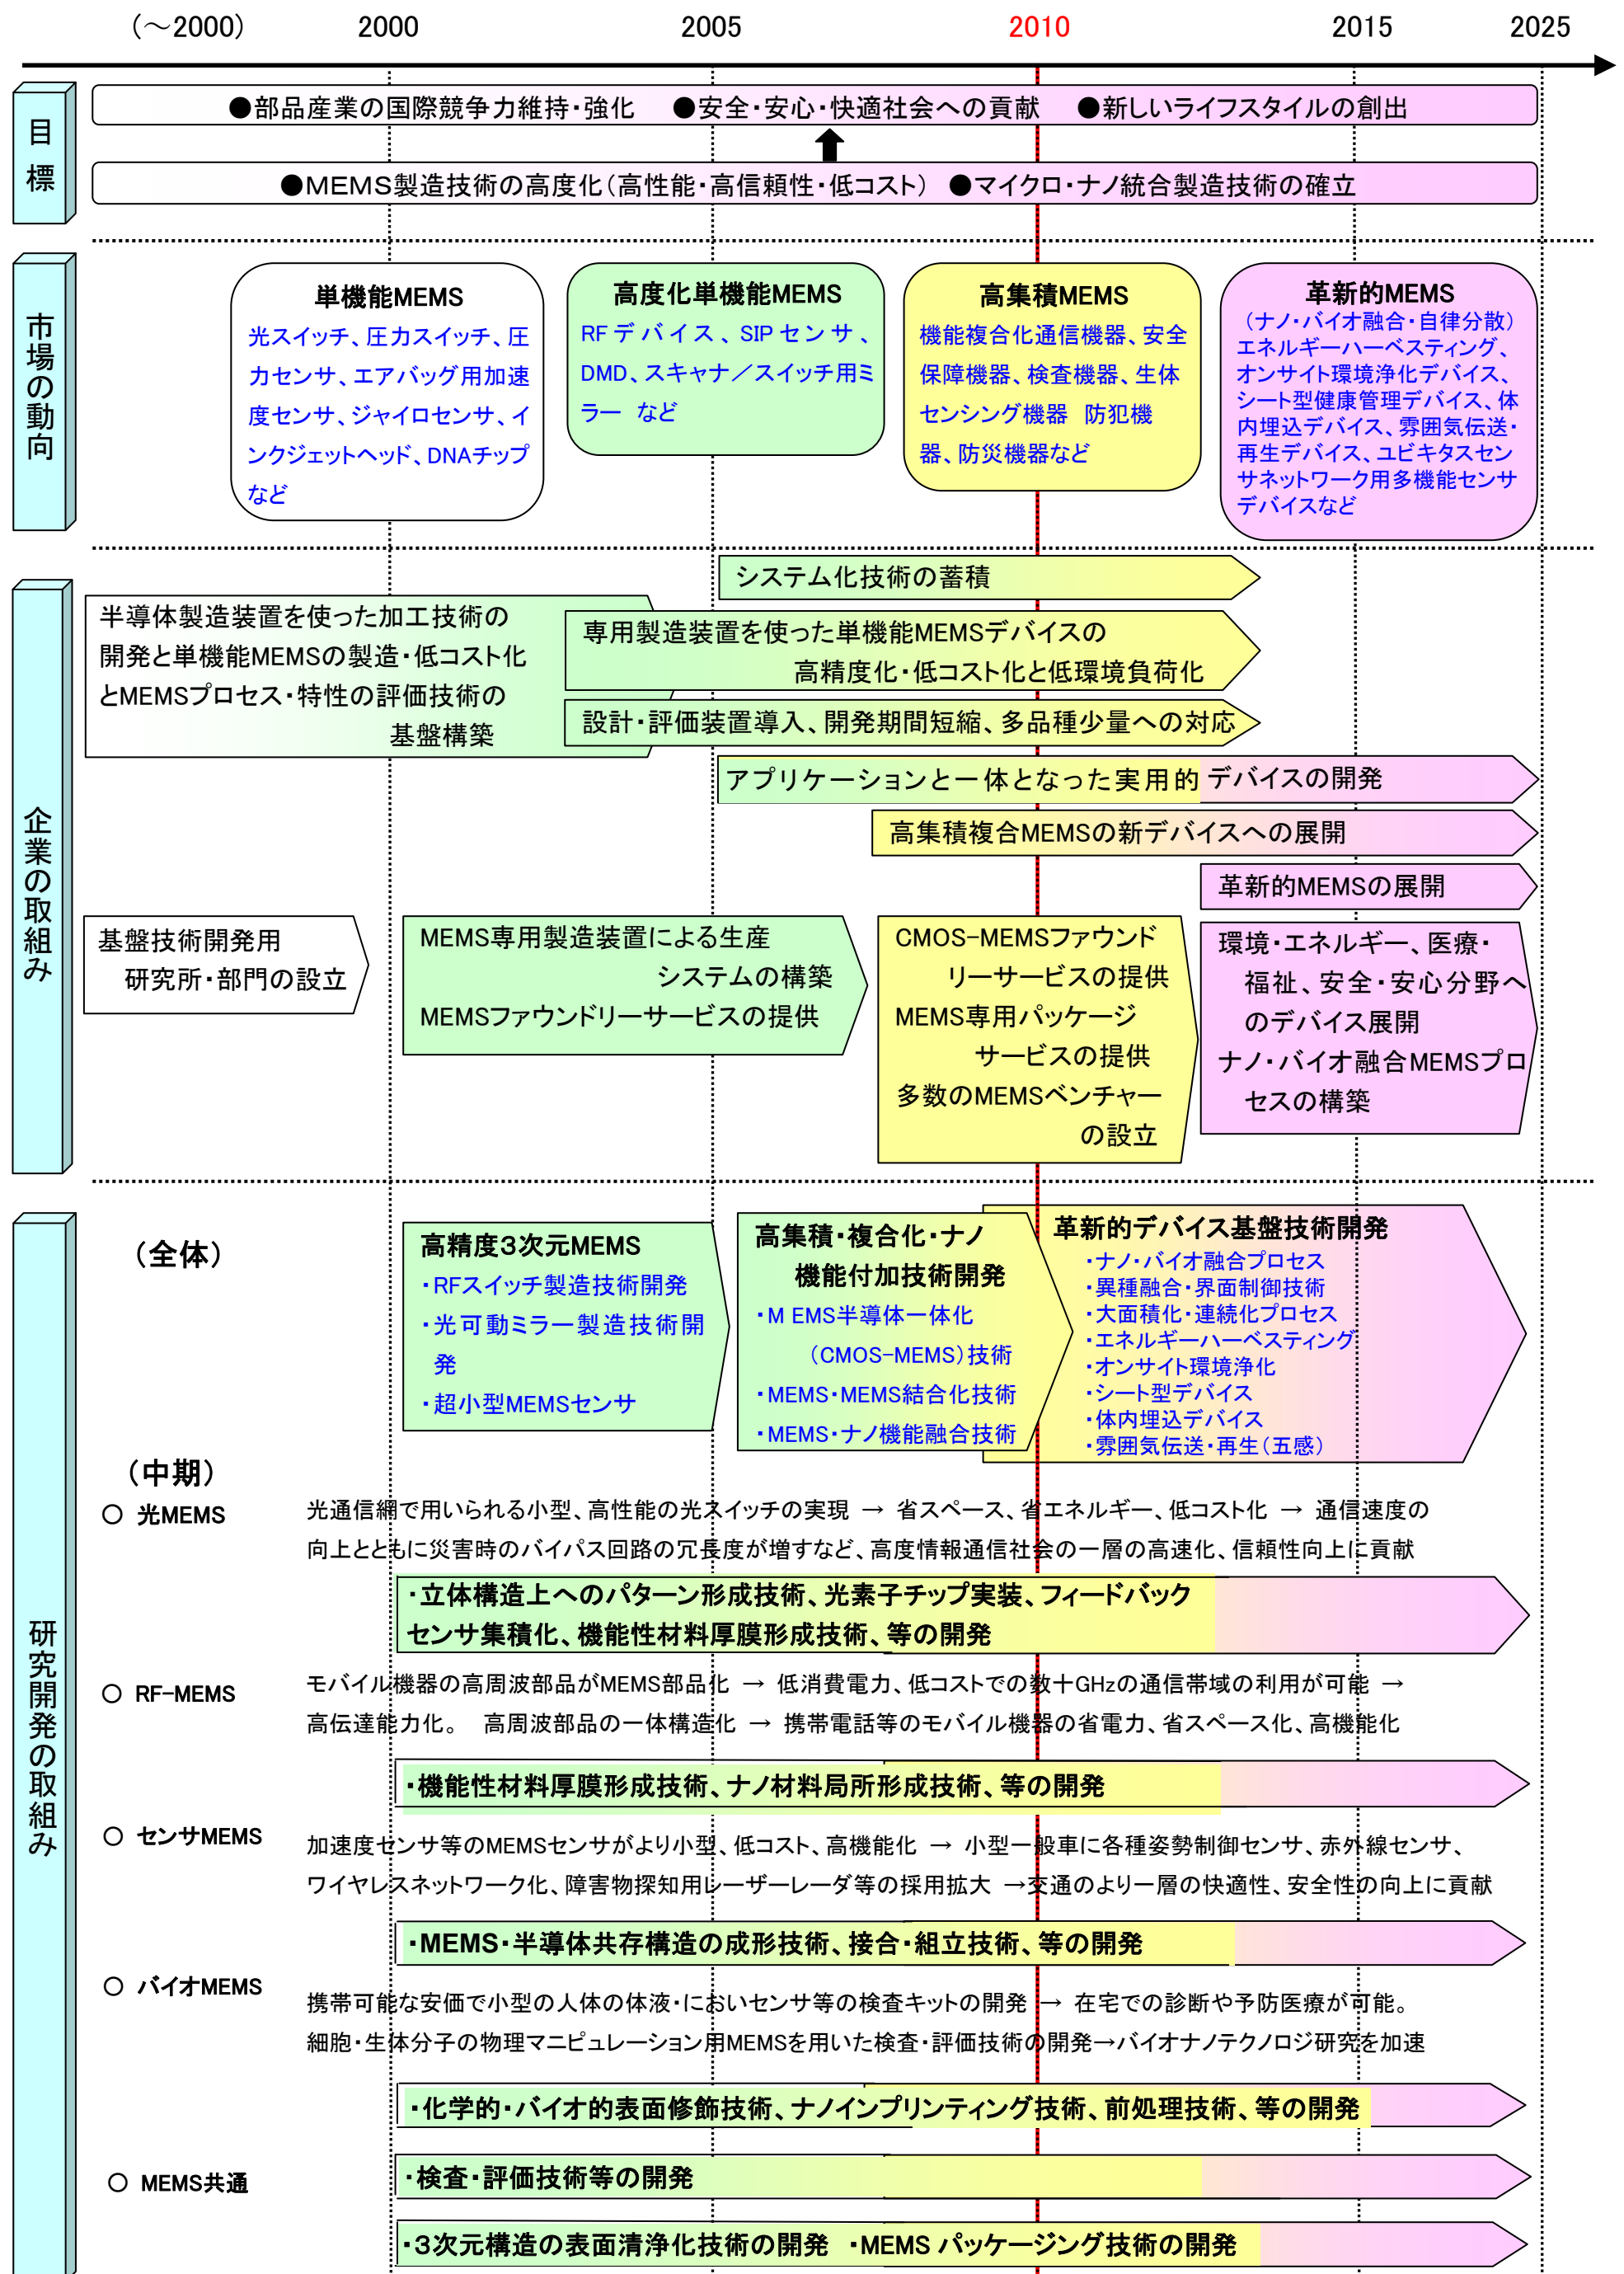 (～2000)
2000
2005
2010
2015
2025
目標
●部品産業の国際競争力維持・強化 ●安全・安心・快適社会への貢献 ●新しいライフスタイルの創出
●MEMS製造技術の高度化（高性能・高信頼性・低コスト） ●マイクロ・ナノ統合製造技術の確立
市場の動向
単機能MEMS
光スイッチ、圧力スイッチ、圧
力センサ、エアバッグ用加速
度センサ、ジャイロセンサ、イ
ンクジェットヘッド、DNAチップ
など
高度化単機能MEMS
RFデバイス、SIPセンサ、
DMD、スキャナ／スイッチ用ミ
ラー など
高集積MEMS
機能複合化通信機器、安全
保障機器、検査機器、生体
センシング機器 防犯機
器、防災機器など
革新的MEMS
（ナノ・バイオ融合・自律分散）
エネルギーハーベスティング、
オンサイト環境浄化デバイス、
シート型健康管理デバイス、体
内埋込デバイス、雰囲気伝送・
再生デバイス、ユビキタスセン
サネットワーク用多機能センサ
デバイスなど
企業の取組み
システム化技術の蓄積
半導体製造装置を使った加工技術の
開発と単機能MEMSの製造・低コスト化
とMEMSプロセス・特性の評価技術の
基盤構築
専用製造装置を使った単機能MEMSデバイスの
高精度化・低コスト化と低環境負荷化
設計・評価装置導入、開発期間短縮、多品種少量への対応
アプリケーションと一体となった実用的 デバイスの開発
高集積複合MEMSの新デバイスへの展開
革新的MEMSの展開
基盤技術開発用
研究所・部門の設立
MEMS専用製造装置による生産
システムの構築
MEMSファウンドリーサービスの提供
CMOS-MEMSファウンド
リーサービスの提供
MEMS専用パッケージ
サービスの提供
多数のMEMSベンチャー
の設立
環境・エネルギー、医療・
福祉、安全・安心分野へ
のデバイス展開
ナノ・バイオ融合MEMSプロ
セスの構築
研究開発の取組み
（全体）
高精度３次元MEMS
・RFスイッチ製造技術開発
・光可動ミラー製造技術開
発
・超小型MEMSセンサ
高集積・複合化・ナノ
機能付加技術開発
・M EMS半導体一体化
（CMOS-MEMS）技術
・MEMS・MEMS結合化技術
・MEMS・ナノ機能融合技術
革新的デバイス基盤技術開発
・ナノ・バイオ融合プロセス
・異種融合・界面制御技術
・大面積化・連続化プロセス
・エネルギーハーベスティング
・オンサイト環境浄化
・シート型デバイス
・体内埋込デバイス
・雰囲気伝送・再生（五感）
（中期）
○ 光MEMS
光通信網で用いられる小型、高性能の光スイッチの実現 → 省スペース、省エネルギー、低コスト化 → 通信速度の
向上とともに災害時のバイパス回路の冗長度が増すなど、高度情報通信社会の一層の高速化、信頼性向上に貢献
・立体構造上へのパターン形成技術、光素子チップ実装、フィードバック
センサ集積化、機能性材料厚膜形成技術、等の開発
○ RF-MEMS
モバイル機器の高周波部品がMEMS部品化 → 低消費電力、低コストでの数十GHzの通信帯域の利用が可能 →
高伝達能力化。 高周波部品の一体構造化 → 携帯電話等のモバイル機器の省電力、省スペース化、高機能化
・機能性材料厚膜形成技術、ナノ材料局所形成技術、等の開発
○ センサMEMS
加速度センサ等のMEMSセンサがより小型、低コスト、高機能化 → 小型一般車に各種姿勢制御センサ、赤外線センサ、
ワイヤレスネットワーク化、障害物探知用レーザーレーダ等の採用拡大 →交通のより一層の快適性、安全性の向上に貢献
・MEMS・半導体共存構造の成形技術、接合・組立技術、等の開発
○ バイオMEMS
携帯可能な安価で小型の人体の体液・においセンサ等の検査キットの開発 → 在宅での診断や予防医療が可能。
細胞・生体分子の物理マニピュレーション用MEMSを用いた検査・評価技術の開発→バイオナノテクノロジ研究を加速
・化学的・バイオ的表面修飾技術、ナノインプリンティング技術、前処理技術、等の開発
○ MEMS共通
・検査・評価技術等の開発
・３次元構造の表面清浄化技術の開発 ・MEMS パッケージング技術の開発